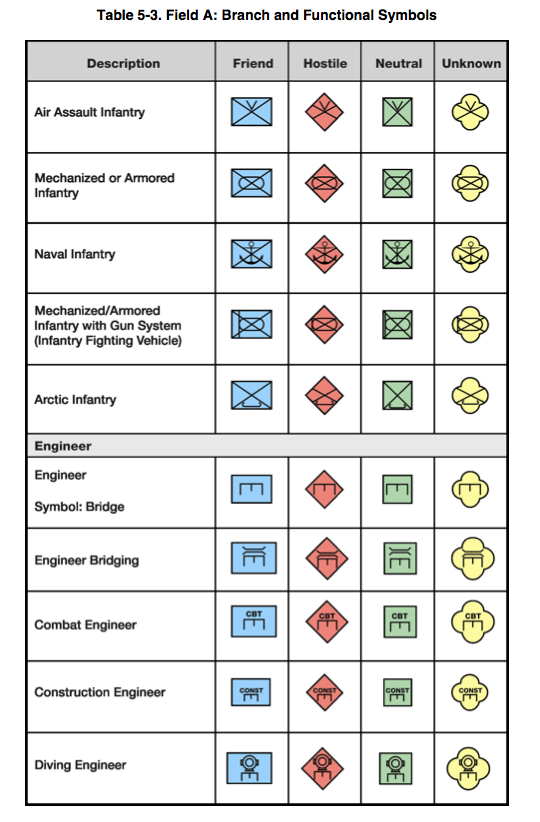 Table 5-3. Field A: Branch and Functional Symbols
Description Friend Hostile Neutral Unknown
Air Assault Infantry
Mechanized or Armored
Infantry
Naval Infantry
Mechanized/Armored
Infantry with Gun System
(Infantry Fighting Vehicle)
Arctic Infantry
Engineer
Engineer
Symbol: Bridge
Engineer Bridging
Combat Engineer
CBT CBT CBT CBT
Construction Engineer
CONST CONST CONST CONST
Diving Engineer